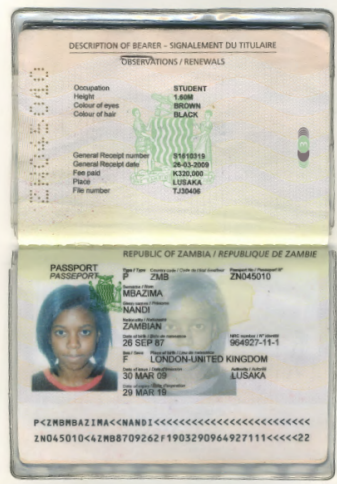 DESCRIPTION OF BEARER - SIGNALEMENT DU TITULAIRE
OBSERVATIONS / RENEWALS
Occupation STUDENT
Height 1.60M
Colour of eyes BROWN
Colour of hair BLACK
General Receipt number S1610319
General Receipt date 26-03-2009
Fee paid K320,000
Place LUSAKA
File number TJ30406
REPUBLIC OF ZAMBIA / REPUBLIQUE DE ZAMBIE
PASSPORT
PASSEPORT
P ZMB ZN045010
MBAZIMA
NANDI
ZAMBIAN
26 SEP 87 964927-11-1
F LONDON-UNITED KINGDOM
30 MAR 09 LUSAKA
29 MAR 19
P<ZMBMBAZIMA<<NANDI<<<<<<<<<<<<<<<<<<<<<<<<<
ZN045010<4ZMB8709262F1903290964927111<<<<<22